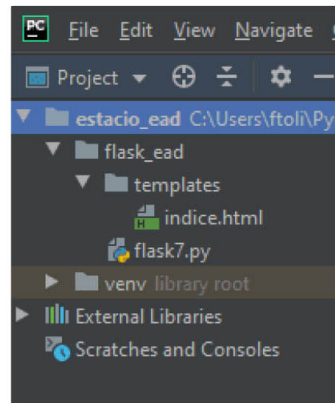 PC File Edit View Navigate
Project
estacio_ead C:\Users\ftoli\Py
flask_ead
templates
indice.html
flask7.py
venv library root
External Libraries
Scratches and Consoles